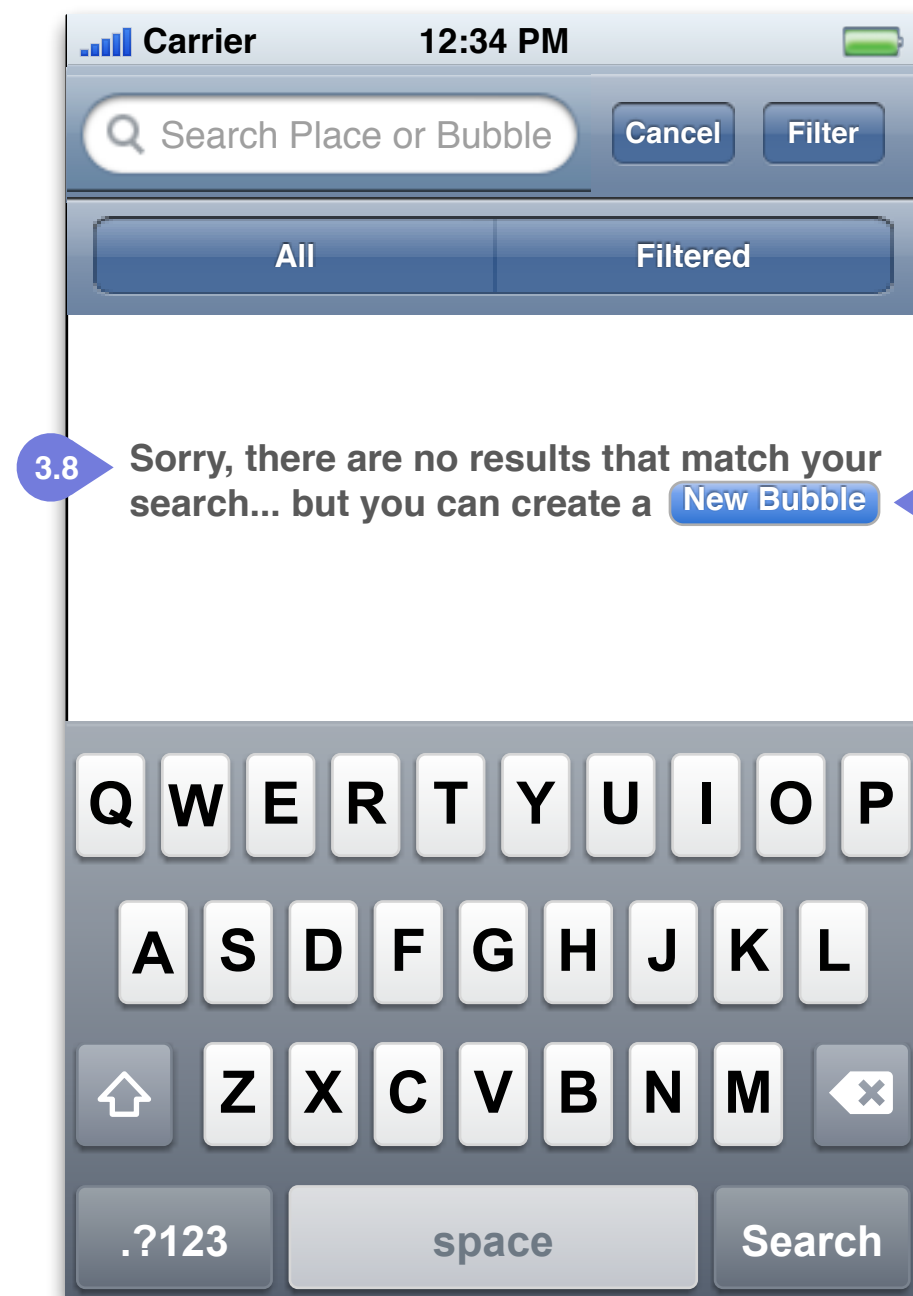 Carrier 12:34 PM
Search Place or Bubble Cancel Filter
All Filtered
3.8 Sorry, there are no results that match your
search... but you can create a New Bubble
Q W E R T Y U I O P
A S D F G H J K L
Z X C V B N M
.?123 space Search